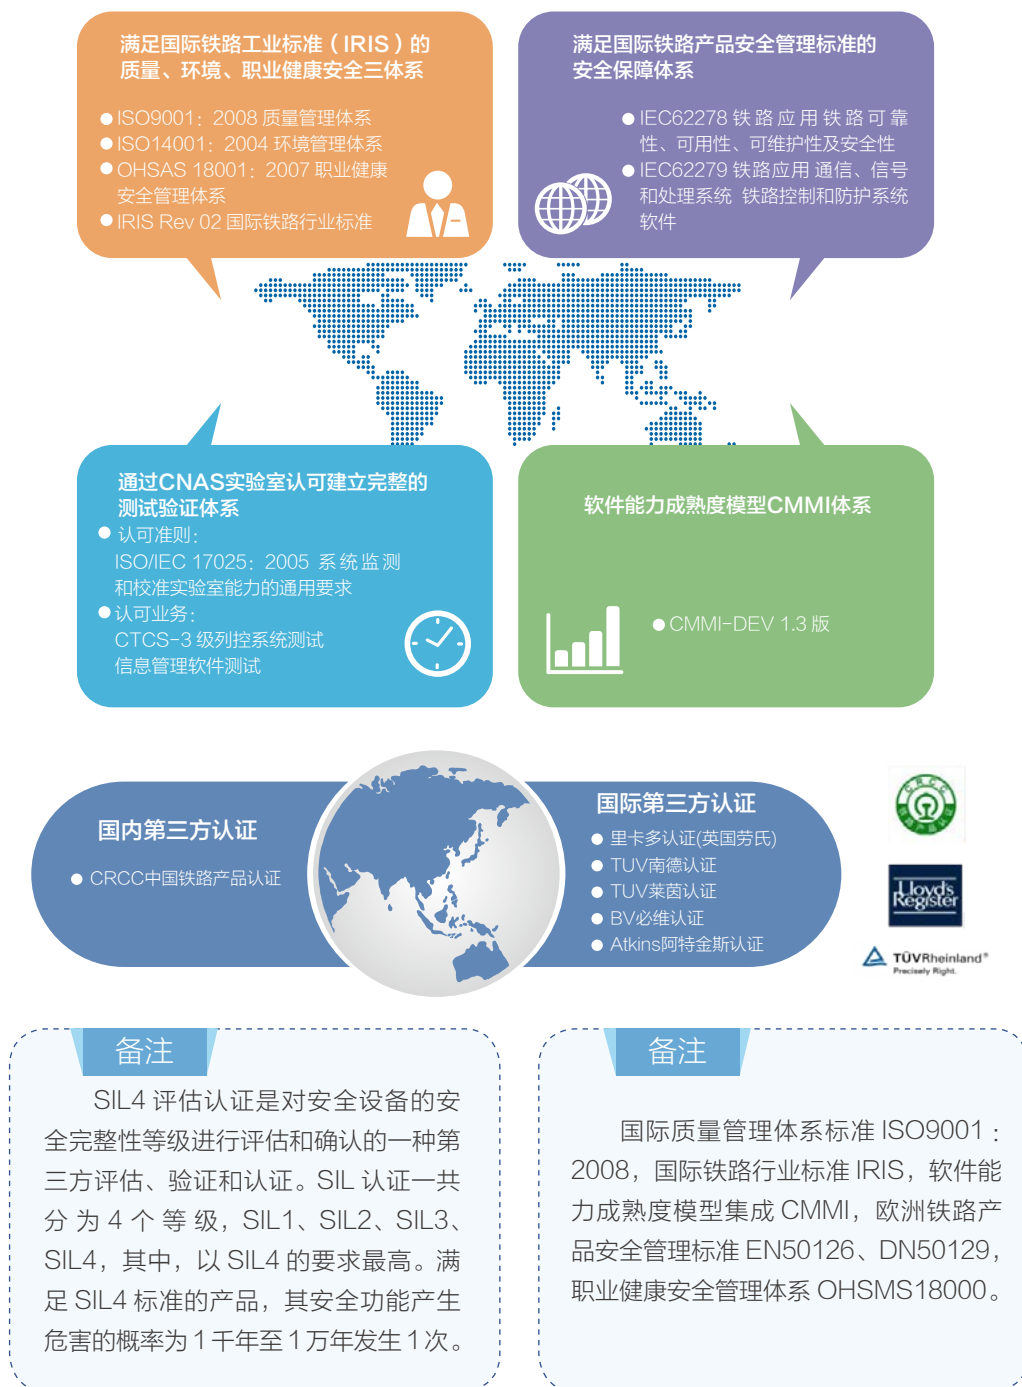 满足国际铁路工业标准（IRIS）的
质量、环境、职业健康安全三体系
ISO9001：2008 质量管理体系
ISO14001：2004 环境管理体系
OHSAS 18001：2007 职业健康
安全管理体系
IRIS Rev 02 国际铁路行业标准
满足国际铁路产品安全管理标准的
安全保障体系
IEC62278 铁路应用铁路可靠
性、可用性、可维护性及安全性
IEC62279 铁路应用 通信、信号
和处理系统 铁路控制和防护系统
软件
通过CNAS实验室认可建立完整的
测试验证体系
认可准则：
ISO/IEC 17025：2005 系统监测
和校准实验室能力的通用要求
认可业务：
CTCS-3 级列控系统测试
信息管理软件测试
软件能力成熟度模型CMMI体系
CMMI-DEV 1.3 版
国内第三方认证
CRCC中国铁路产品认证
国际第三方认证
里卡多认证(英国劳氏)
TUV南德认证
TUV莱茵认证
BV必维认证
Atkins阿特金斯认证
CRCC
铁路产品认证
Lloyd's
Register
TÜVRheinland®
Precisely Right.
备注
SIL4 评估认证是对安全设备的安
全完整性等级进行评估和确认的一种第
三方评估、验证和认证。SIL 认证一共
分为 4 个等级，SIL1、SIL2、SIL3、
SIL4，其中，以 SIL4 的要求最高。满
足 SIL4 标准的产品，其安全功能产生
危害的概率为 1 千年至 1 万年发生 1 次。
备注
国际质量管理体系标准 ISO9001：
2008，国际铁路行业标准 IRIS，软件能
力成熟度模型集成 CMMI，欧洲铁路产
品安全管理标准 EN50126、DN50129，
职业健康安全管理体系 OHSMS18000。